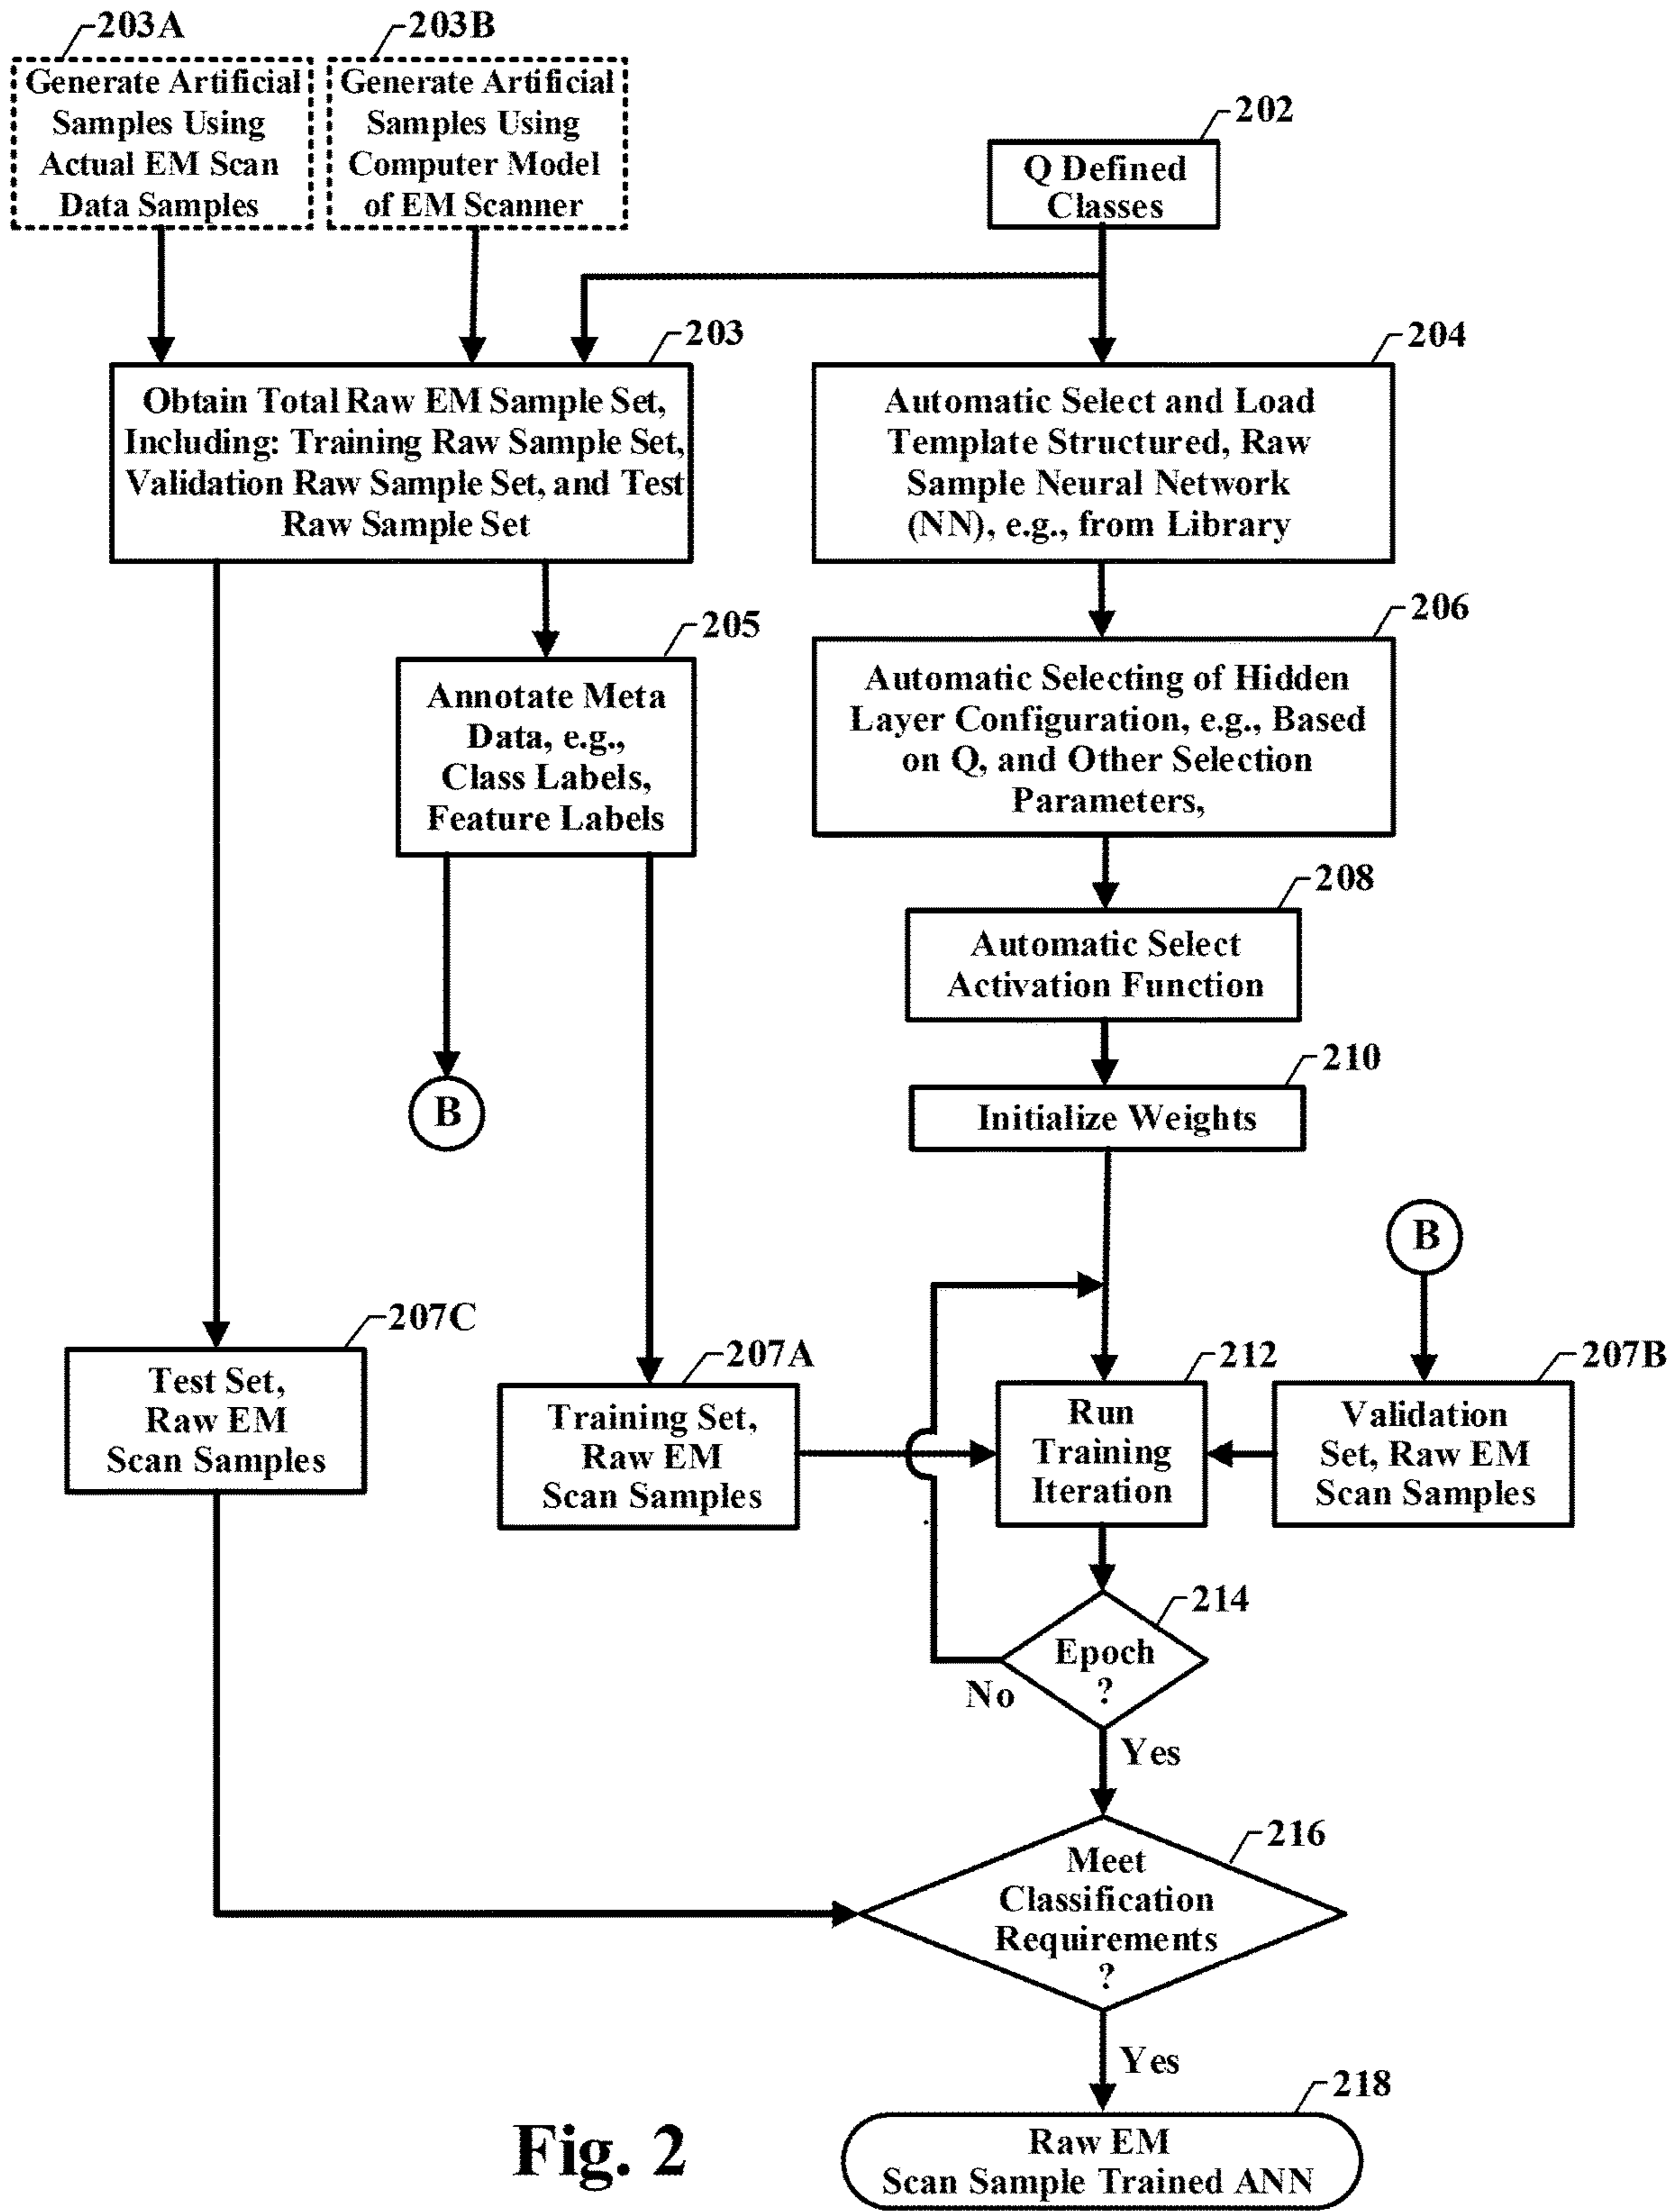 203A
Generate Artificial
Samples Using
Actual EM Scan
Data Samples
203B
Generate Artificial
Samples Using
Computer Model
of EM Scanner
202
Q Defined
Classes
203
Obtain Total Raw EM Sample Set,
Including: Training Raw Sample Set,
Validation Raw Sample Set, and Test
Raw Sample Set
204
Automatic Select and Load
Template Structured, Raw
Sample Neural Network
(NN), e.g., from Library
205
Annotate Meta
Data, e.g.,
Class Labels,
Feature Labels
206
Automatic Selecting of Hidden
Layer Configuration, e.g., Based
on Q, and Other Selection
Parameters,
208
Automatic Select
Activation Function
210
Initialize Weights
B
B
207C
Test Set,
Raw EM
Scan Samples
207A
Training Set,
Raw EM
Scan Samples
212
Run
Training
Iteration
207B
Validation
Set, Raw EM
Scan Samples
214
Epoch
?
No
Yes
216
Meet
Classification
Requirements
?
Yes
218
Raw EM
Scan Sample Trained ANN
Fig. 2